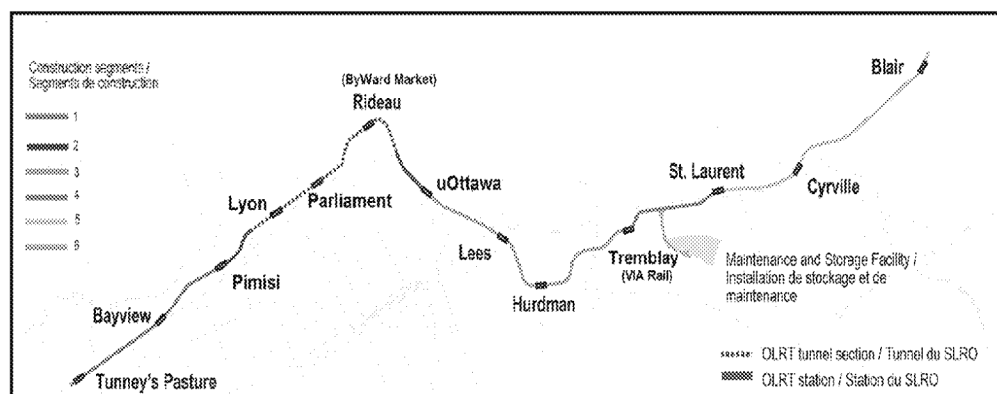 Construction segments /
Segments de construction
1
2
3
4
5
6
(ByWard Market)
Rideau
Blair
St. Laurent
uOttawa
Cyrville
Lyon
Parliament
Lees
Tremblay
(VIA Rail)
Maintenance and Storage Facility /
Installation de stockage et de
maintenance
Pimisi
Hurdman
Bayview
OLRT tunnel section / Tunnel du SLRO
Tunney's Pasture
OLRT station / Station du SLRO